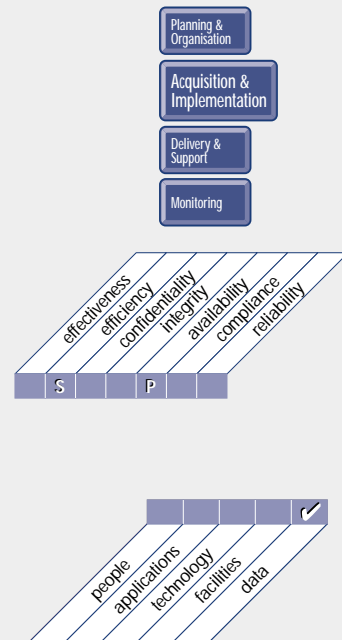 Planning &
Organisation
Acquisition &
Implementation
Delivery &
Support
Monitoring
effectiveness
efficiency
confidentiality
integrity
availability
compliance
reliability
S P
✓
people
applications
technology
facilities
data